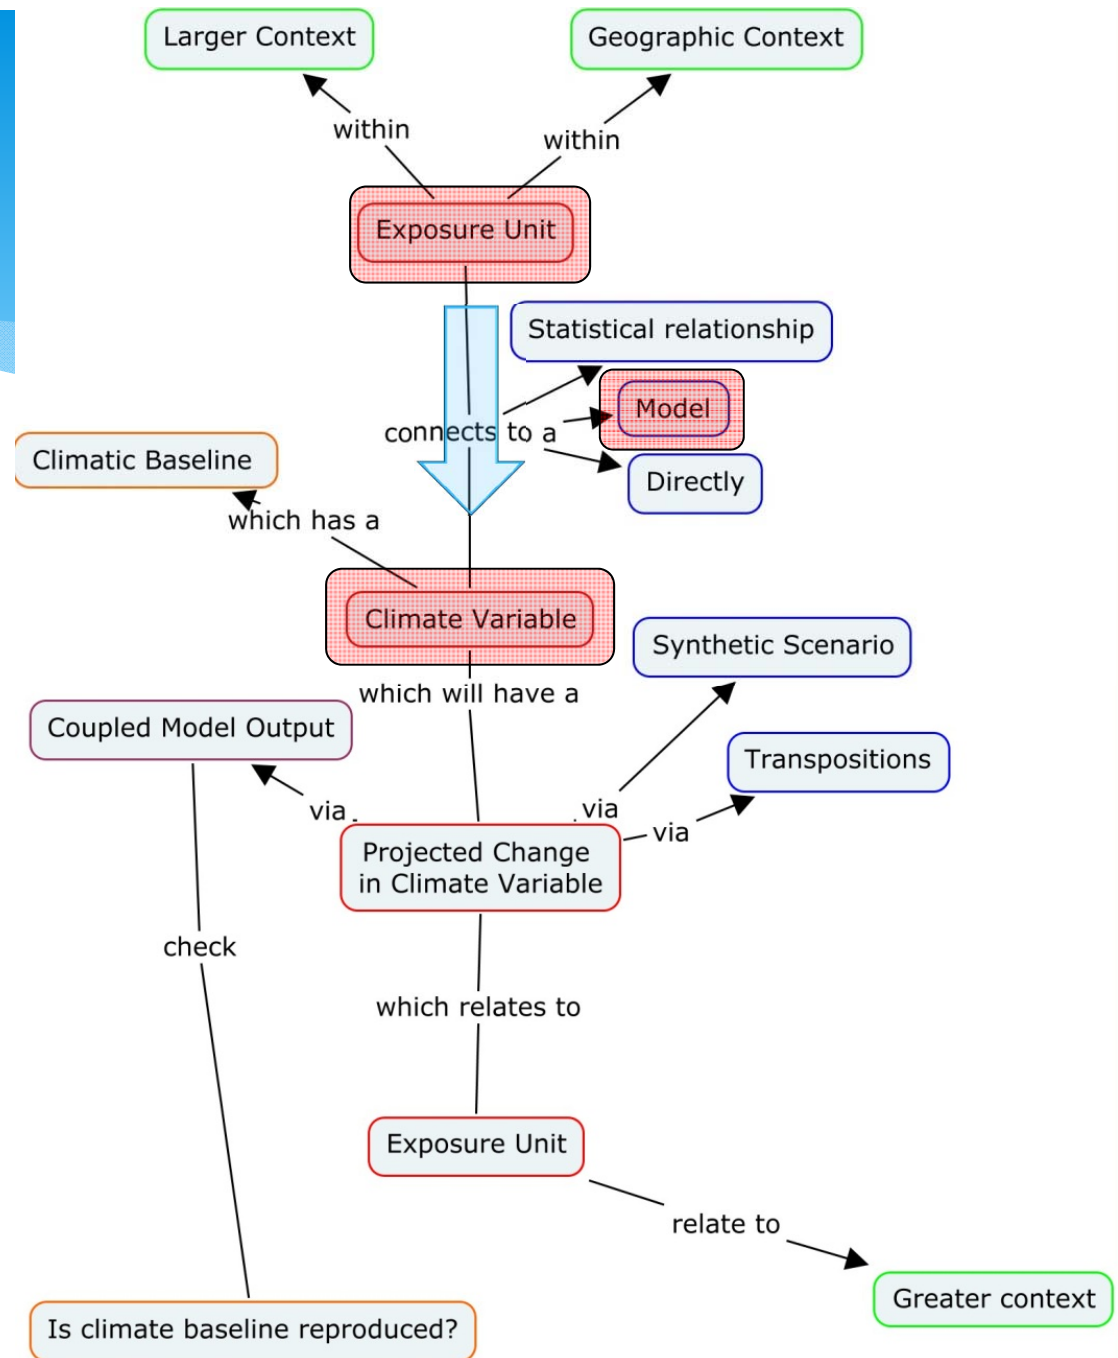 Larger Context
Geographic Context
within
within
Exposure Unit
Statistical relationship
Model
connects to a
Directly
Climatic Baseline
which has a
Climate Variable
Synthetic Scenario
which will have a
Coupled Model Output
Transpositions
via
via
via
Projected Change
in Climate Variable
check
which relates to
Exposure Unit
relate to
Greater context
Is climate baseline reproduced?